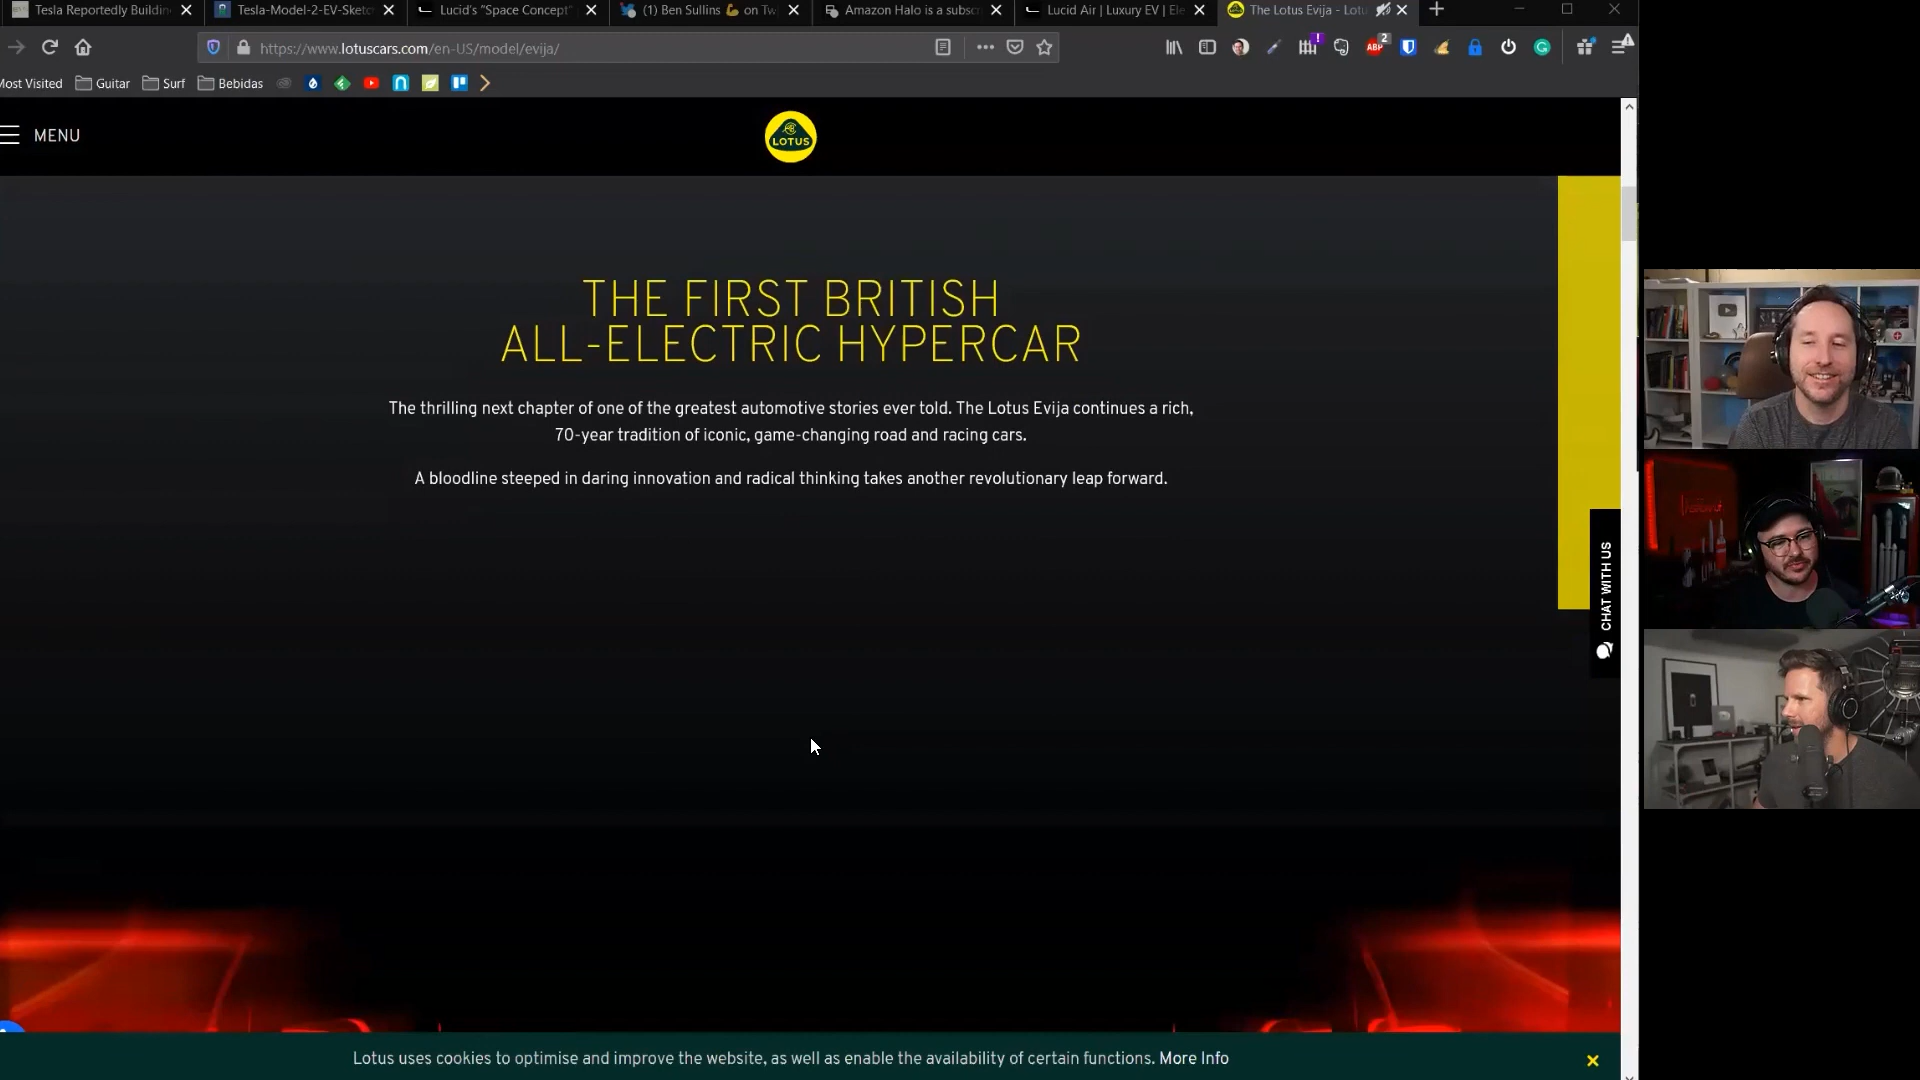 Tesla Reportedly Building
Tesla-Model-2-EV-Sketc
Lucid's "Space Concept"
(1) Ben Sullins 💪 on Tw
Amazon Halo is a subsc
Lucid Air | Luxury EV | Ele
The Lotus Evija - Lotu
https://www.lotuscars.com/en-US/model/evija/
ABP
2
Most Visited
Guitar
Surf
Bebidas
MENU
LOTUS
THE FIRST BRITISH
ALL-ELECTRIC HYPERCAR
The thrilling next chapter of one of the greatest automotive stories ever told. The Lotus Evija continues a rich,
70-year tradition of iconic, game-changing road and racing cars.
A bloodline steeped in daring innovation and radical thinking takes another revolutionary leap forward.
CHAT WITH US
Lotus uses cookies to optimise and improve the website, as well as enable the availability of certain functions. More Info